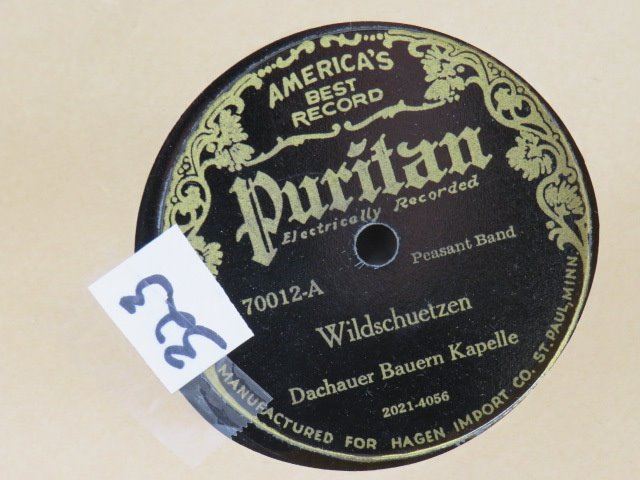 AMERICA'S
BEST
RECORD
Puritan
Electrically Recorded
Peasant Band
70012-A
Wildschuetzen
Dachauer Bauern Kapelle
2021-4056
MANUFACTURED FOR HAGEN IMPORT CO. ST. PAUL, MINN.